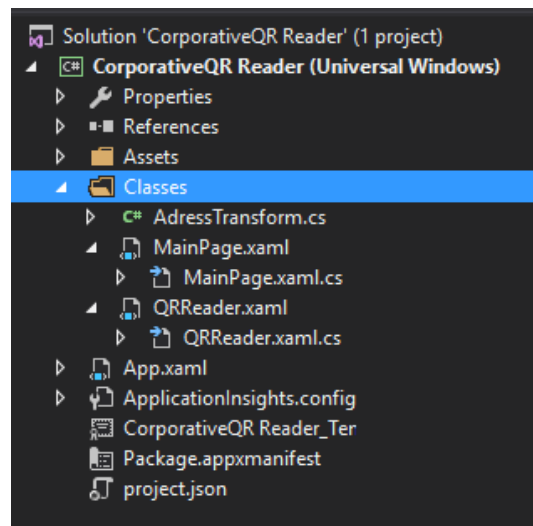 Solution 'CorporativeQR Reader' (1 project)
C# CorporativeQR Reader (Universal Windows)
Properties
References
Assets
Classes
C# AdressTransform.cs
MainPage.xaml
MainPage.xaml.cs
QRReader.xaml
QRReader.xaml.cs
App.xaml
ApplicationInsights.config
CorporativeQR Reader_Ter
Package.appxmanifest
project.json